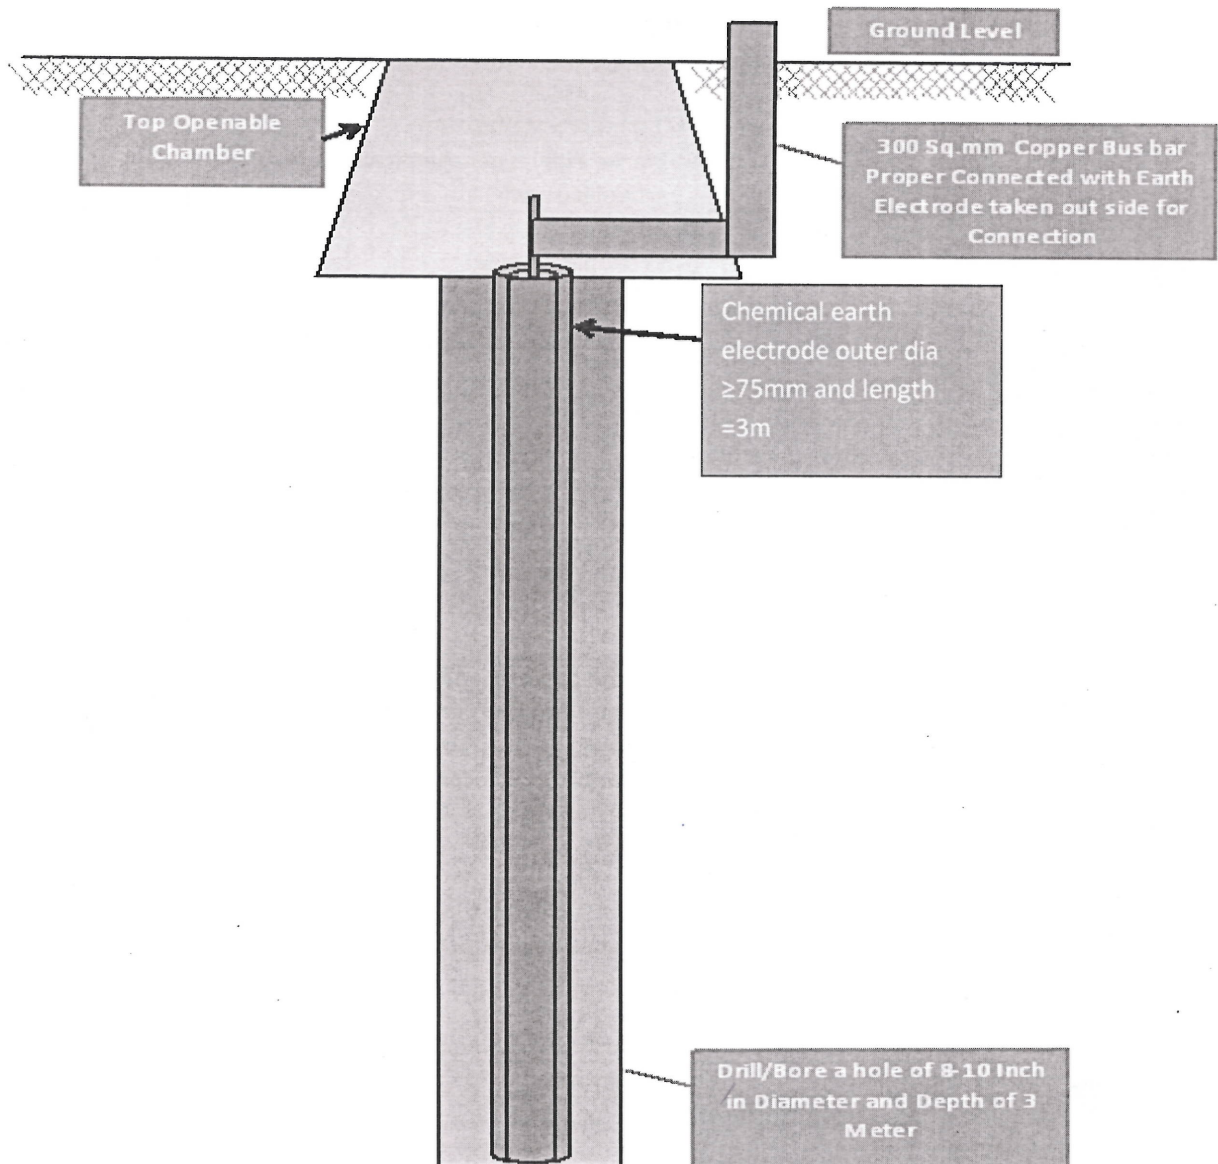 Ground Level
Top Openable
Chamber
300 Sq.mm Copper Bus bar
Proper Connected with Earth
Electrode taken out side for
Connection
Chemical earth
electrode outer dia
≥75mm and length
=3m
Drill/Bore a hole of 8-10 Inch
in Diameter and Depth of 3
Meter